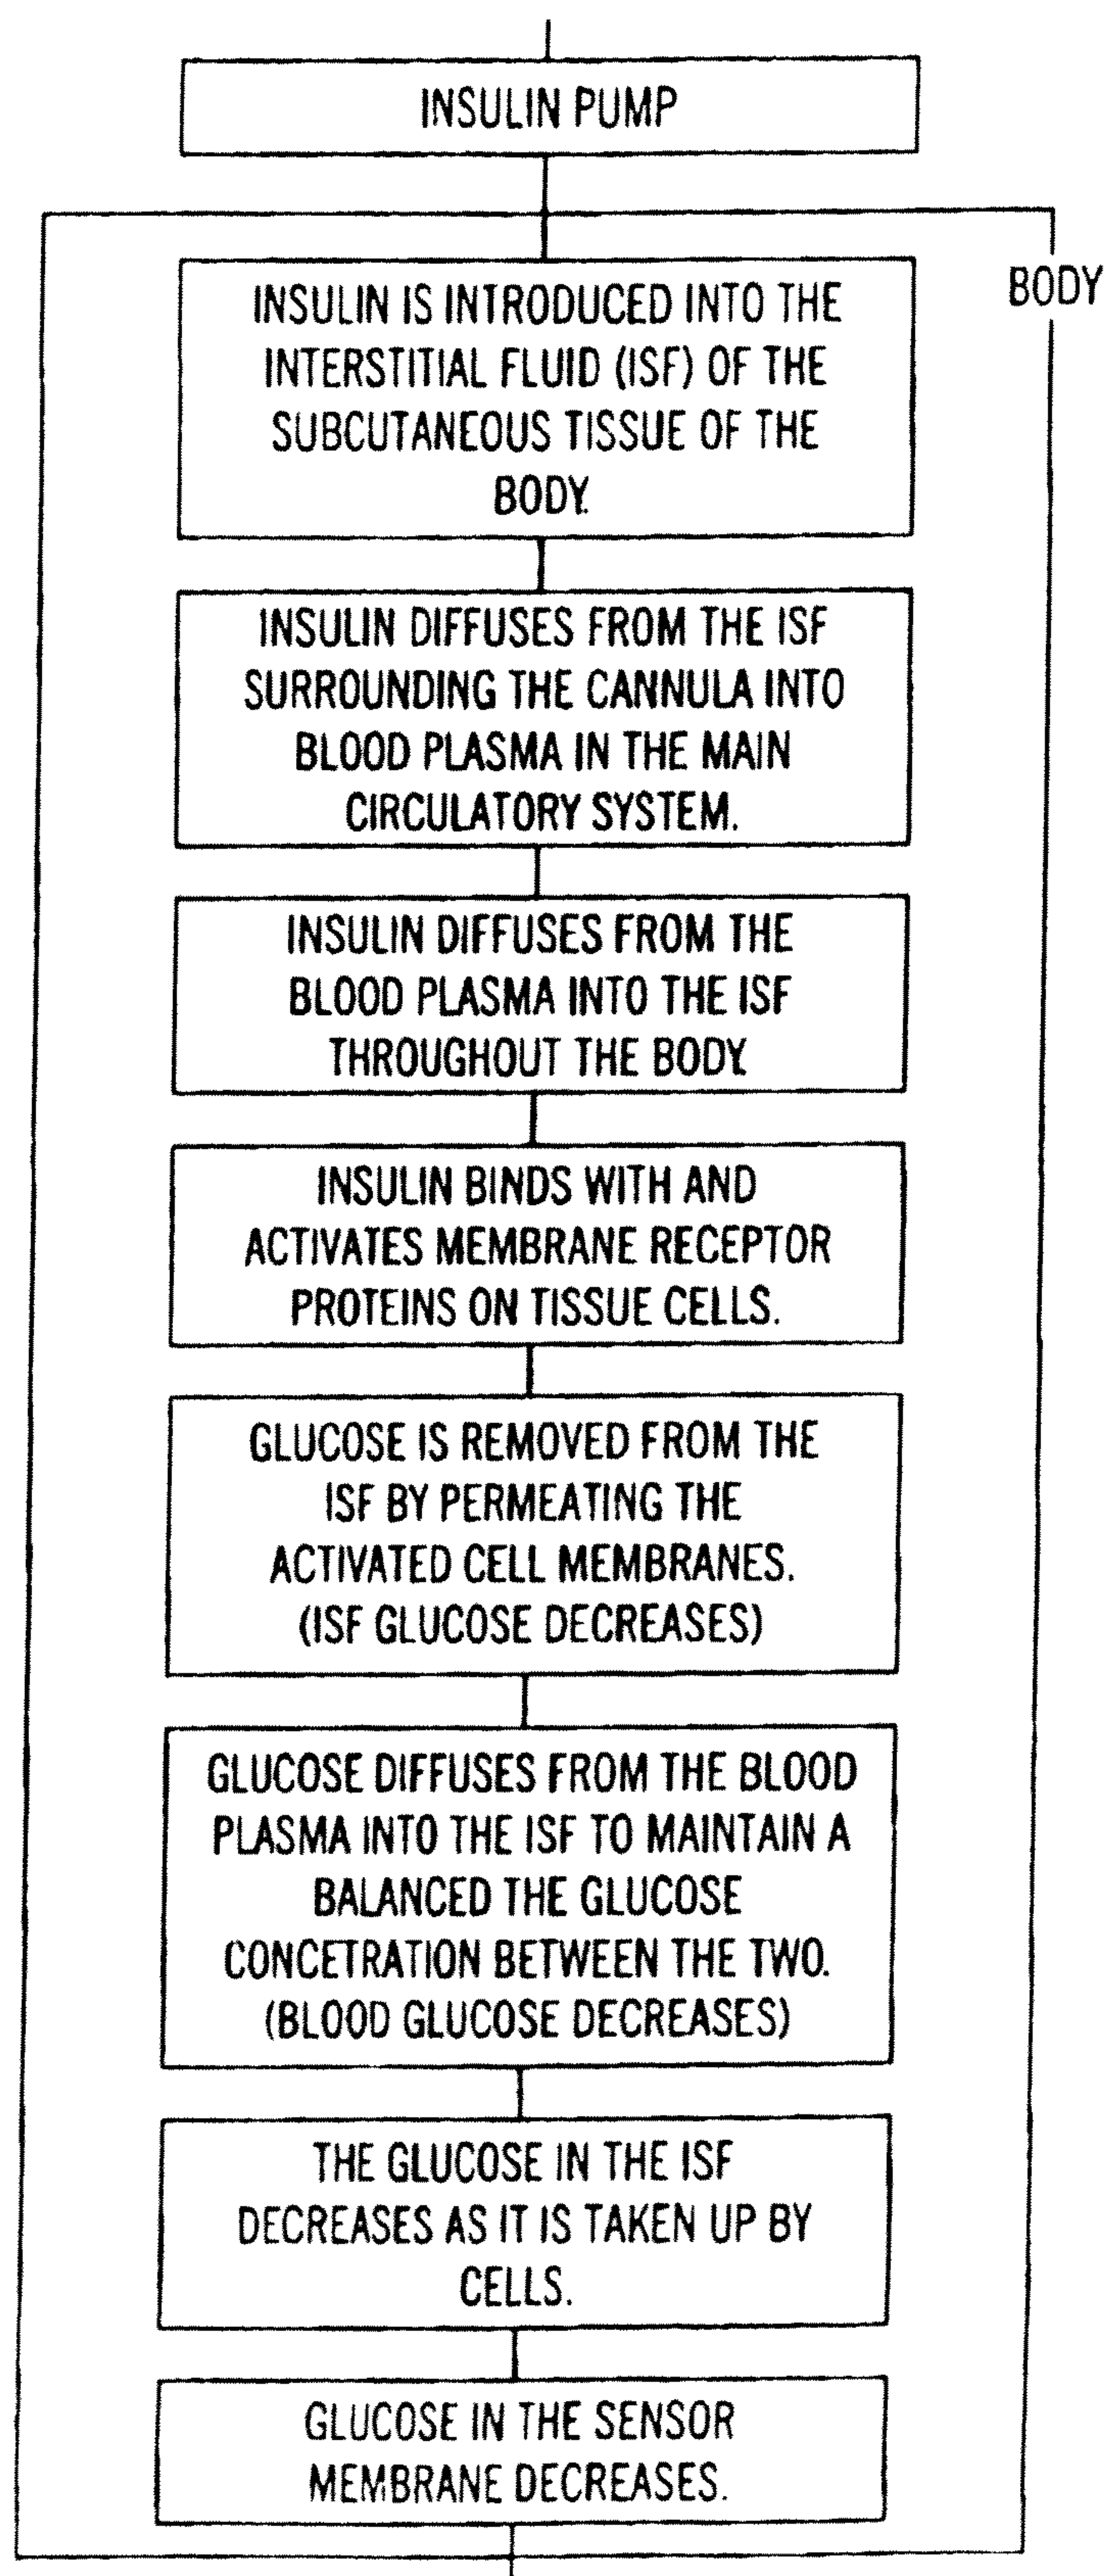 INSULIN PUMP
BODY
INSULIN IS INTRODUCED INTO THE
INTERSTITIAL FLUID (ISF) OF THE
SUBCUTANEOUS TISSUE OF THE
BODY.
INSULIN DIFFUSES FROM THE ISF
SURROUNDING THE CANNULA INTO
BLOOD PLASMA IN THE MAIN
CIRCULATORY SYSTEM.
INSULIN DIFFUSES FROM THE
BLOOD PLASMA INTO THE ISF
THROUGHOUT THE BODY.
INSULIN BINDS WITH AND
ACTIVATES MEMBRANE RECEPTOR
PROTEINS ON TISSUE CELLS.
GLUCOSE IS REMOVED FROM THE
ISF BY PERMEATING THE
ACTIVATED CELL MEMBRANES.
(ISF GLUCOSE DECREASES)
GLUCOSE DIFFUSES FROM THE BLOOD
PLASMA INTO THE ISF TO MAINTAIN A
BALANCED THE GLUCOSE
CONCETRATION BETWEEN THE TWO.
(BLOOD GLUCOSE DECREASES)
THE GLUCOSE IN THE ISF
DECREASES AS IT IS TAKEN UP BY
CELLS.
GLUCOSE IN THE SENSOR
MEMBRANE DECREASES.